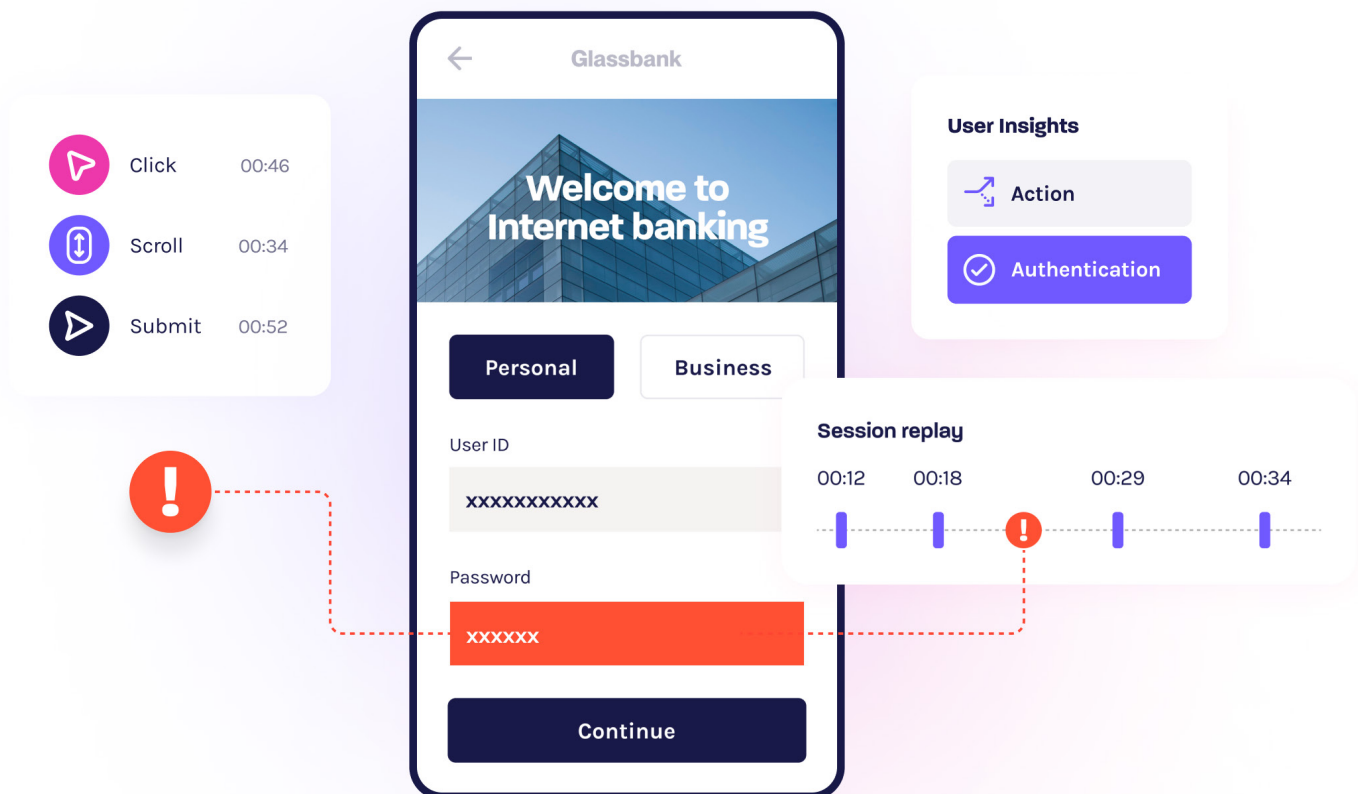 Glassbank
Click 00:46
Scroll 00:34
Submit 00:52
Welcome to
Internet banking
Personal
Business
User ID
xxxxxxxxxxx
Password
xxxxxx
Continue
User Insights
Action
Authentication
Session replay
00:12 00:18 00:29 00:34